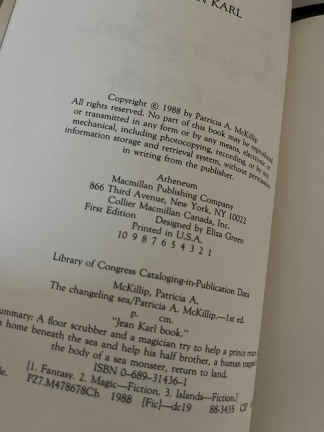 KARL
Copyright © 1988 by Patricia A. McKillip
All rights reserved. No part of this book may be reproduced
or transmitted in any form or by any means, electronic or
mechanical, including photocopying, recording, or by any
information storage and retrieval system, without permission
in writing from the publisher.
Atheneum
Macmillan Publishing Company
866 Third Avenue, New York, NY 10022
Collier Macmillan Canada, Inc.
First Edition Designed by Eliza Green
Printed in U.S.A.
10 9 8 7 6 5 4 3 2 1
Library of Congress Cataloging-in-Publication Data
McKillip, Patricia A.
The changeling sea/Patricia A. McKillip.—1st ed.
p. cm.
"Jean Karl book."
ummary: A floor scrubber and a magician try to help a prince
home beneath the sea and help his half brother, a human
the body of a sea monster, return to land.
ISBN 0–689–31436–1
[1. Fantasy. 2. Magic—Fiction. 3. Islands—Fiction]
PZ7.M478678Ch 1988 [Fic]—dc19 88-3435